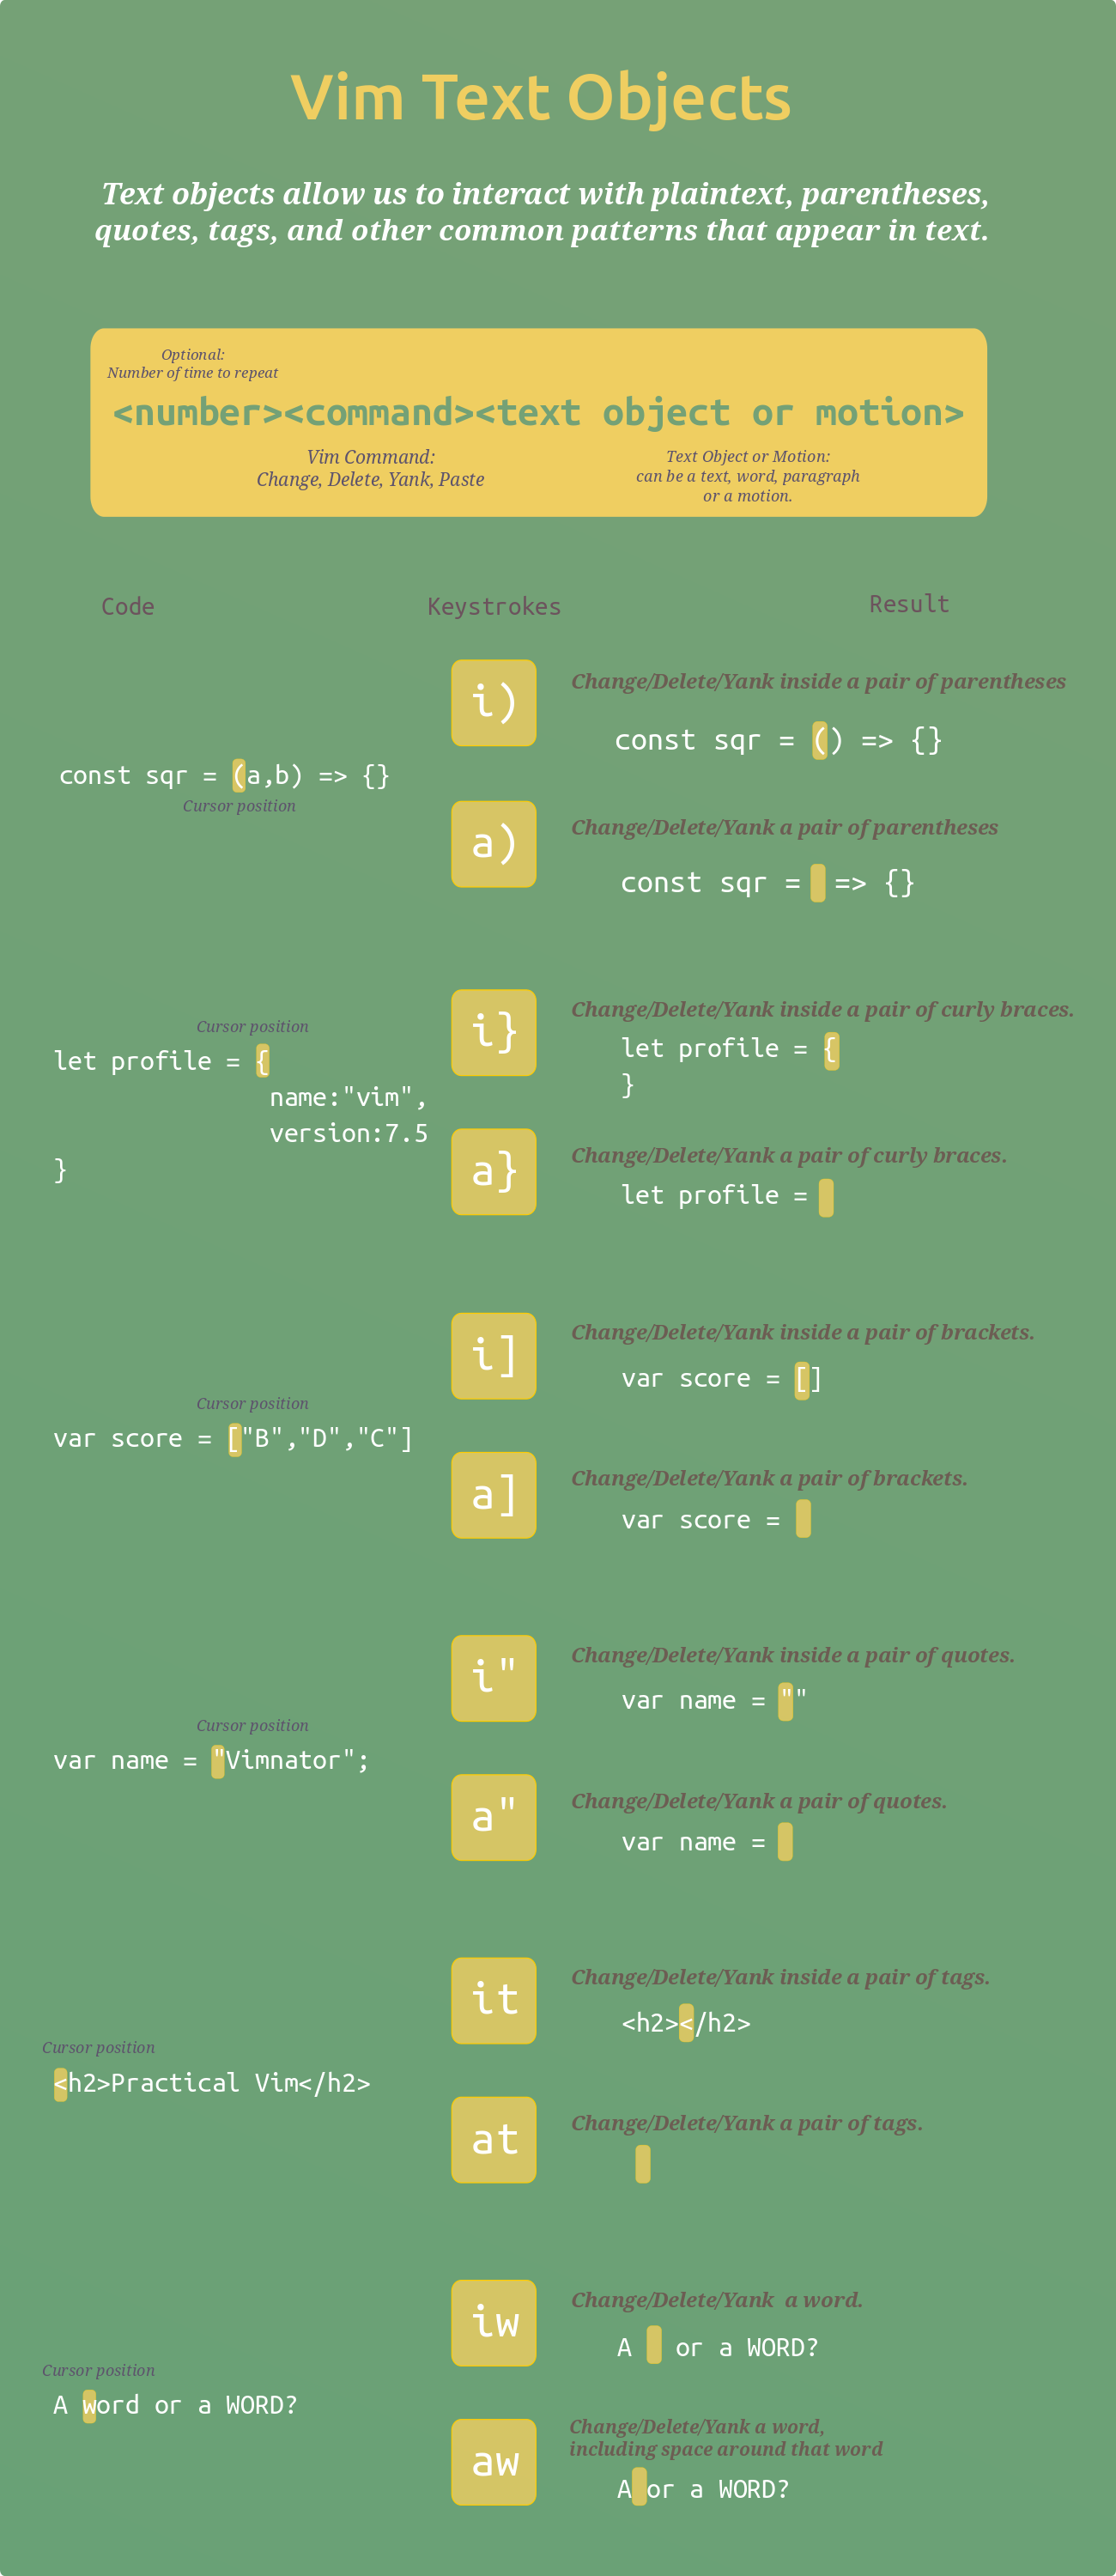 Vim Text Objects
Text objects allow us to interact with plaintext, parentheses,
quotes, tags, and other common patterns that appear in text.
Optional:
Number of time to repeat
<number><command><text object or motion>
Vim Command:
Change, Delete, Yank, Paste
Text Object or Motion:
can be a text, word, paragraph
or a motion.
Code
Keystrokes
Result
const sqr = (a,b) => {}
Cursor position
i)
Change/Delete/Yank inside a pair of parentheses
const sqr = () => {}
a)
Change/Delete/Yank a pair of parentheses
const sqr = => {}
Cursor position
let profile = {
name:"vim",
version:7.5
}
i}
Change/Delete/Yank inside a pair of curly braces.
let profile = {
}
a}
Change/Delete/Yank a pair of curly braces.
let profile =
Cursor position
var score = ["B","D","C"]
i]
Change/Delete/Yank inside a pair of brackets.
var score = []
a]
Change/Delete/Yank a pair of brackets.
var score =
Cursor position
var name = "Vimnator";
i"
Change/Delete/Yank inside a pair of quotes.
var name = ""
a"
Change/Delete/Yank a pair of quotes.
var name =
Cursor position
<h2>Practical Vim</h2>
it
Change/Delete/Yank inside a pair of tags.
<h2></h2>
at
Change/Delete/Yank a pair of tags.
Cursor position
A word or a WORD?
iw
Change/Delete/Yank a word.
A or a WORD?
aw
Change/Delete/Yank a word,
including space around that word
A or a WORD?